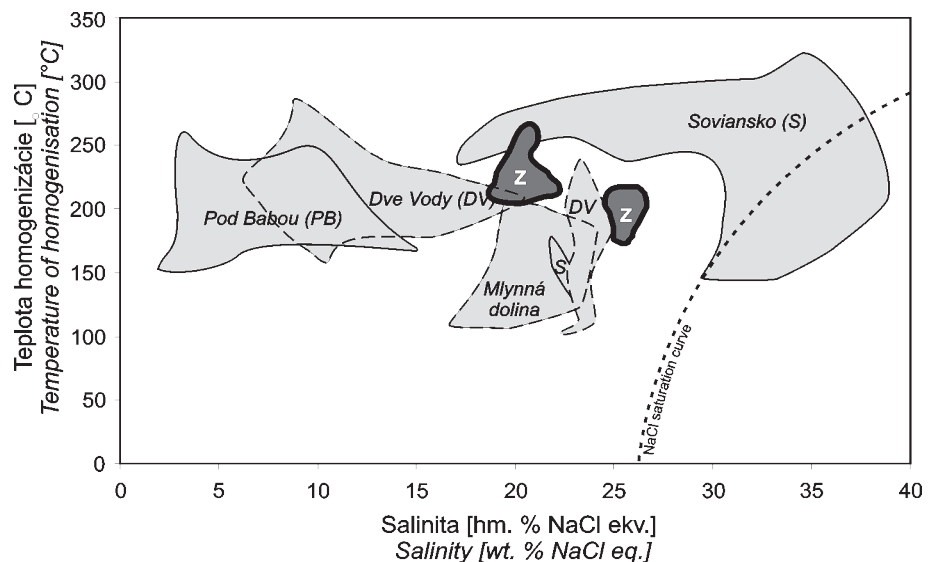 Teplota homogenizácie [°C]
Temperature of homogenisation [°C]
350
300
250
200
150
100
50
0
Soviansko (S)
Z
Dve Vody (DV)
Pod Babou (PB)
DV
Z
S
Mlynná
dolina
NaCl saturation curve
0
5
10
15
20
25
30
35
40
Salinita [hm. % NaCl ekv.]
Salinity [wt. % NaCl eq.]